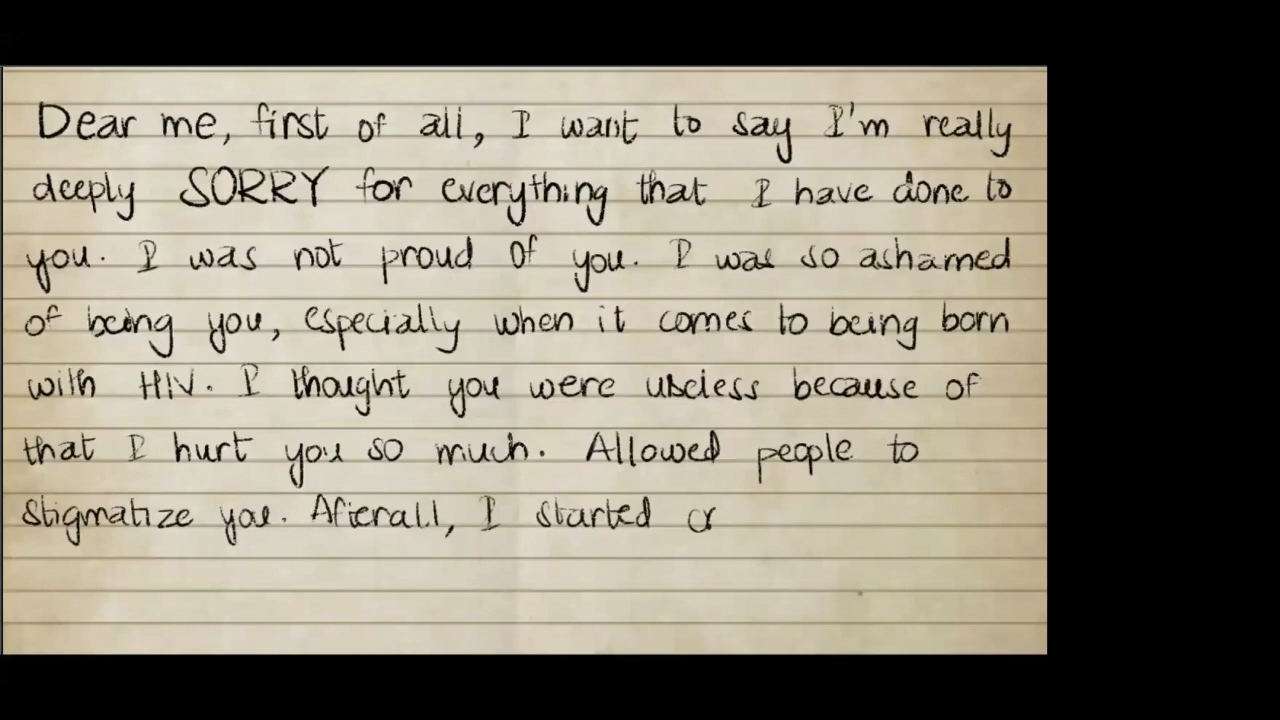 Dear me, first of all, I want to say I'm really
deeply SORRY for everything that I have done to
you. I was not proud of you. I was so ashamed
of being you, especially when it comes to being born
with HIV. I thought you were useless because of
that I hurt you so much. Allowed people to
stigmatize you. Afterall, I started